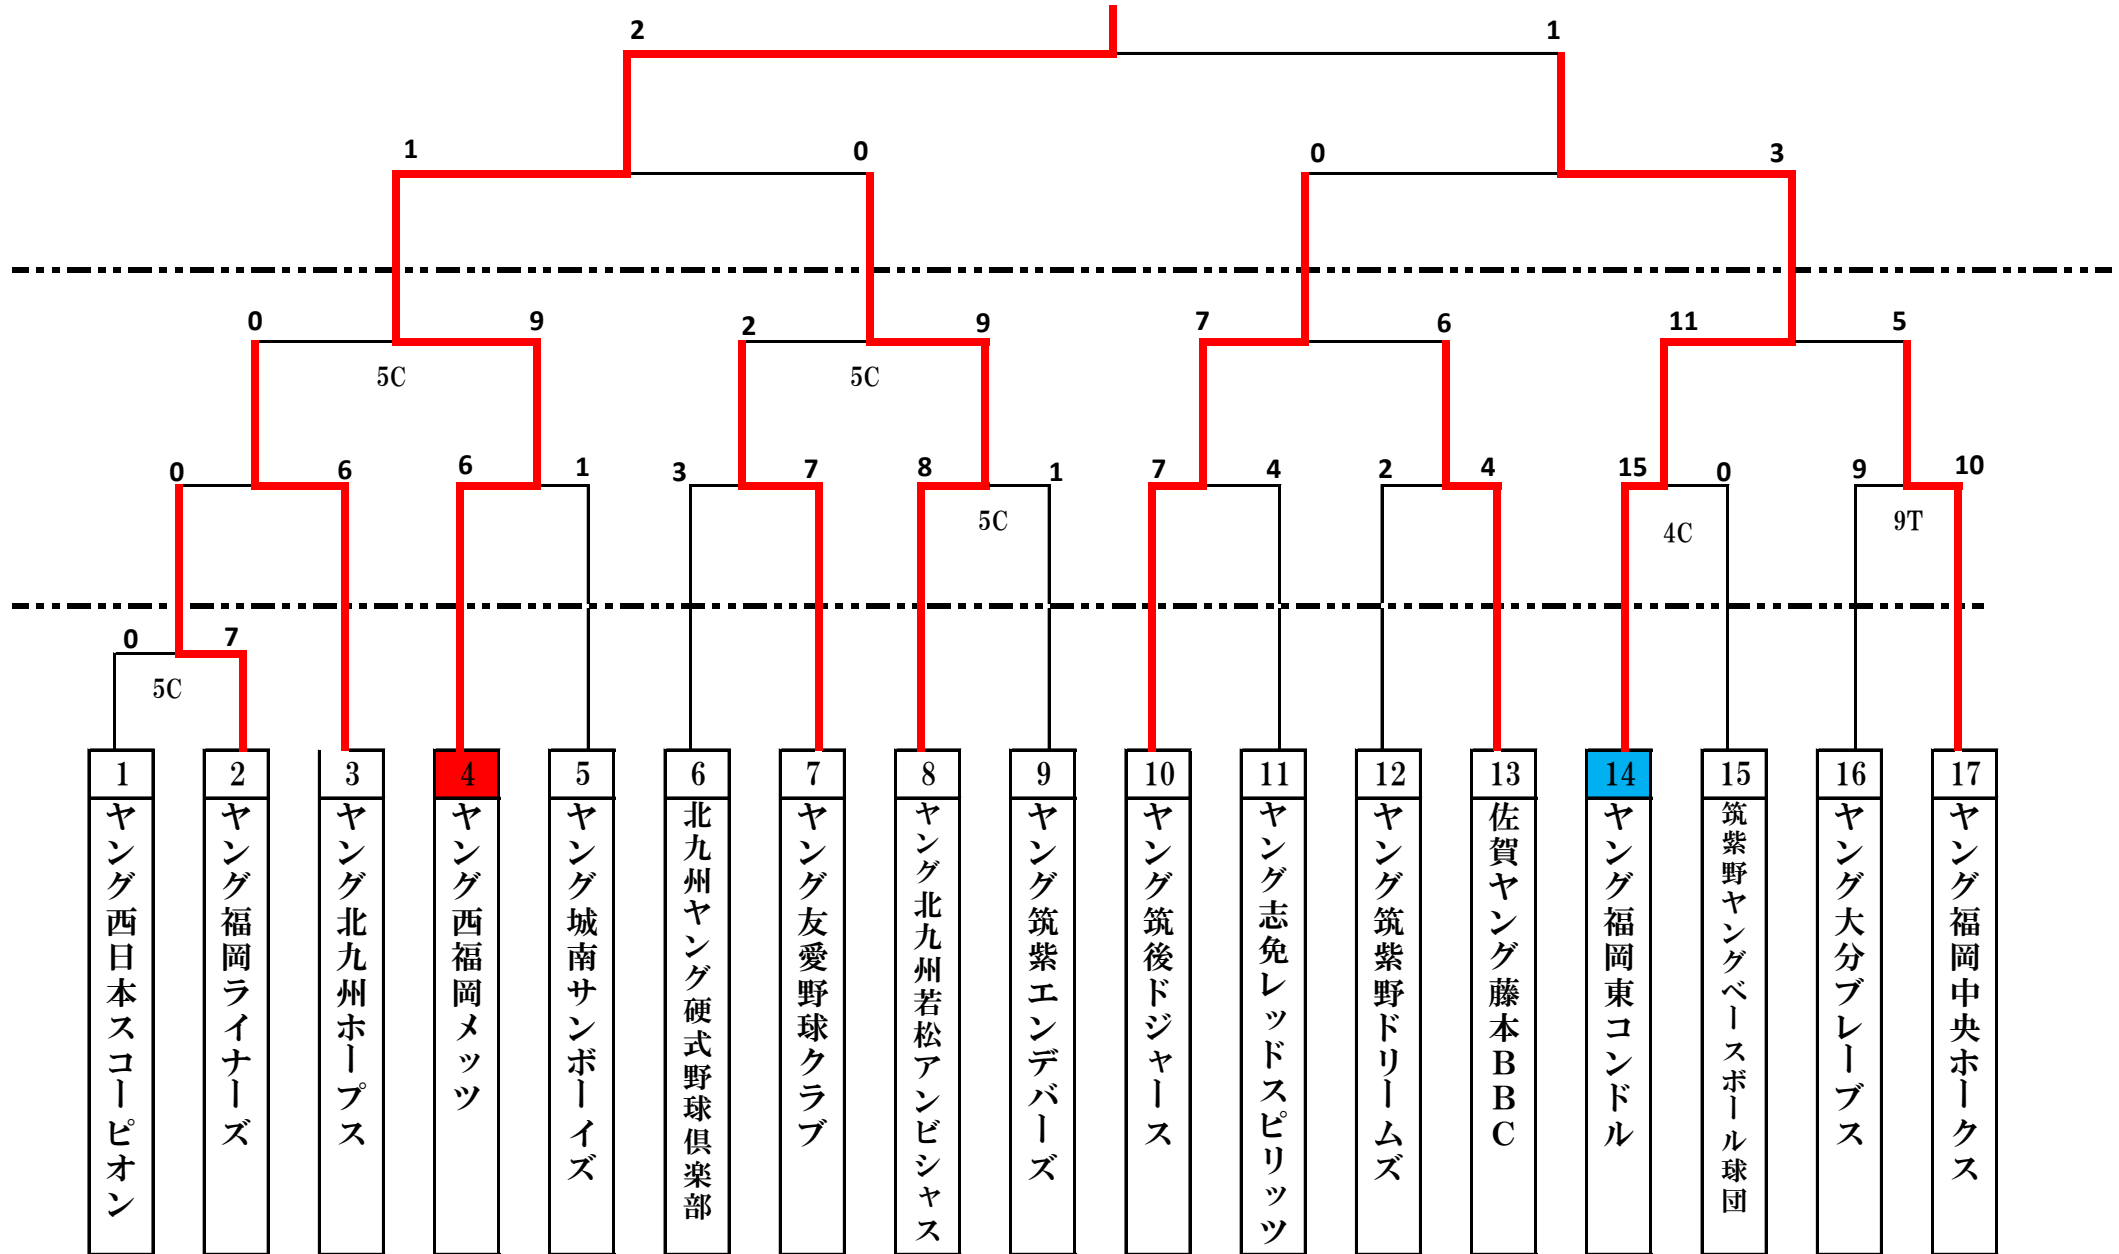 2 1
1 0 0 3
0 9 2 9 7 6 11 5
5C 5C
0 6 6 1 3 7 8 1 7 4 2 4 15 0 9 10
5C 4C 9T
0 7
5C
1 2 3 4 5 6 7 8 9 10 11 12 13 14 15 16 17
ヤング西日本スコーピオン
ヤング福岡ライナーズ
ヤング北九州ホープス
ヤング西福岡メッツ
ヤング城南サンボーイズ
北九州ヤング硬式野球倶楽部
ヤング友愛野球クラブ
ヤング北九州若松アンビシャス
ヤング筑紫エンデバーズ
ヤング筑後ドジャース
ヤング志免レッドスピリッツ
ヤング筑紫野ドリームズ
佐賀ヤング藤本BBC
ヤング福岡東コンドル
筑紫野ヤングベースボール球団
ヤング大分ブレーブス
ヤング福岡中央ホークス